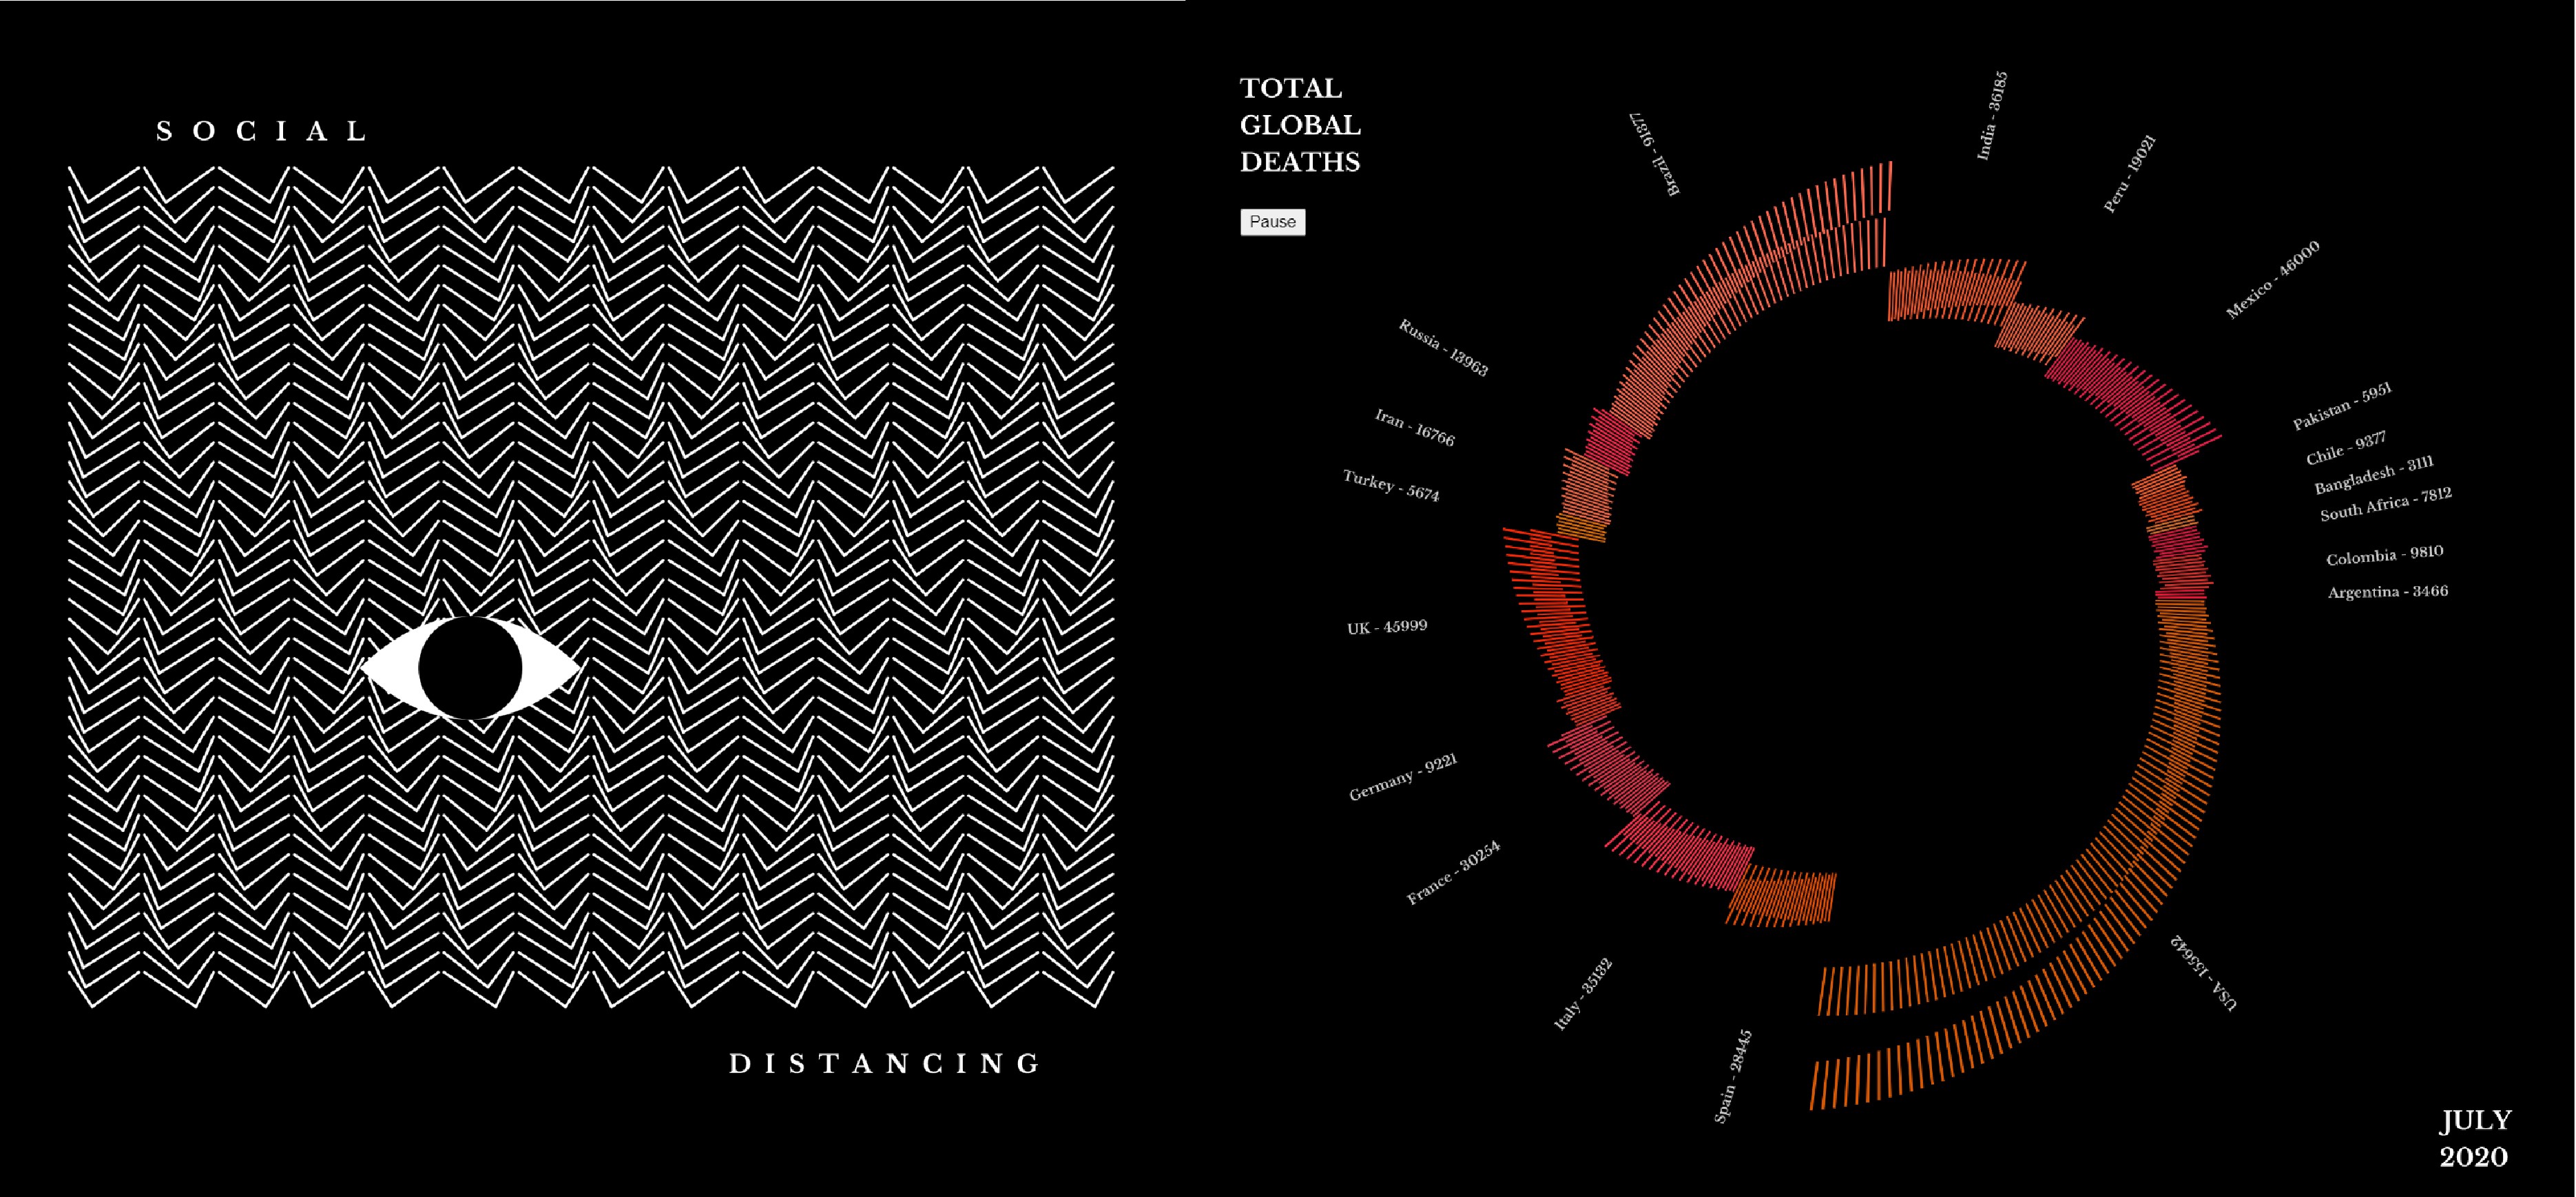 SOCIAL
DISTANCING
TOTAL
GLOBAL
DEATHS
Pause
India - 36185
Peru - 19021
Mexico - 46000
Pakistan - 5951
Chile - 9377
Bangladesh - 3111
South Africa - 7812
Colombia - 9810
Argentina - 3466
USA - 155642
Spain - 28445
Italy - 35132
France - 30254
Germany - 9221
UK - 45999
Turkey - 5674
Iran - 16766
Russia - 13963
Brazil - 91377
JULY
2020